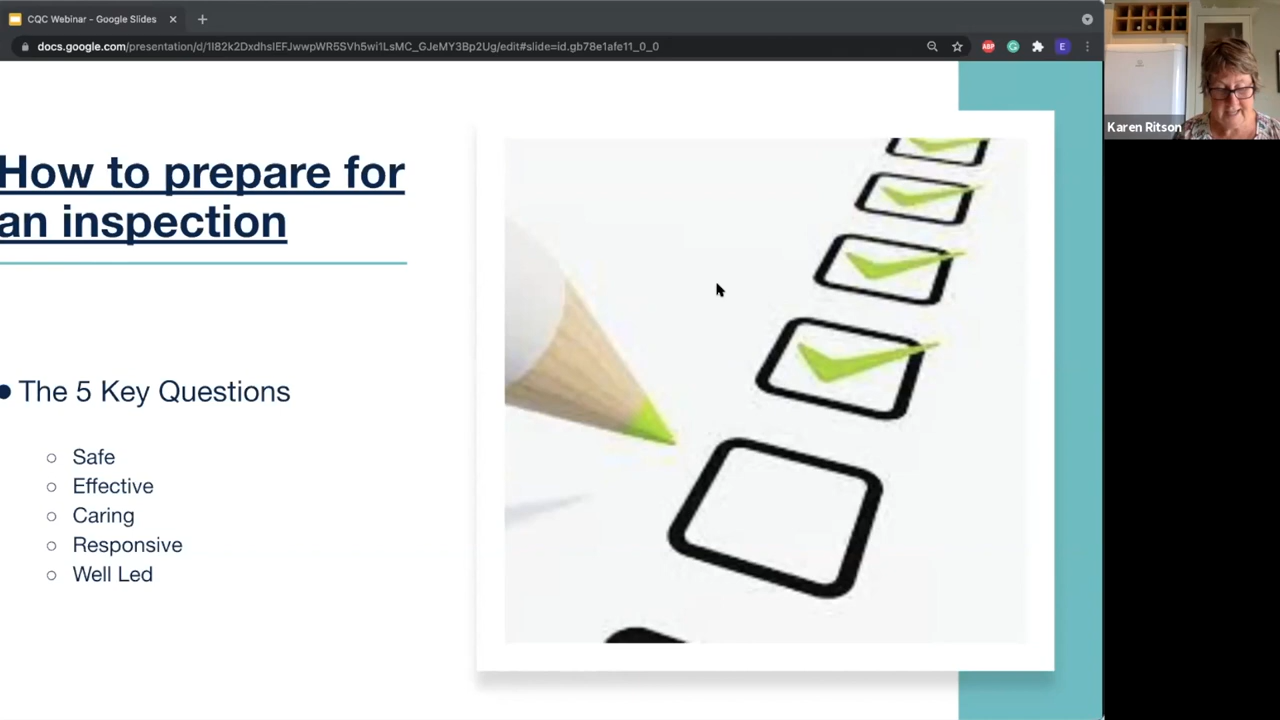 CQC Webinar - Google Slides
docs.google.com/presentation/d/1I82k2DxdhsIEFJwwpWR5SVh5wi1LsMC_GJeMY3Bp2Ug/edit#slide=id.gb78e1afe11_0_0
ABP
E
Karen Ritson
How to prepare for
an inspection
The 5 Key Questions
Safe
Effective
Caring
Responsive
Well Led